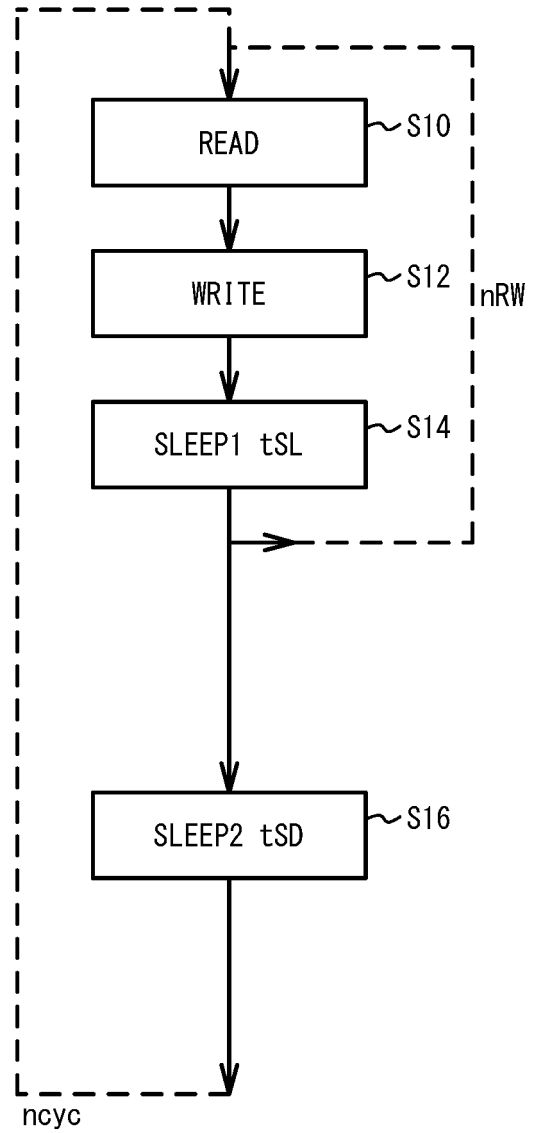 READ
S10
WRITE
S12
nRW
SLEEP1 tSL
S14
SLEEP2 tSD
S16
ncyc